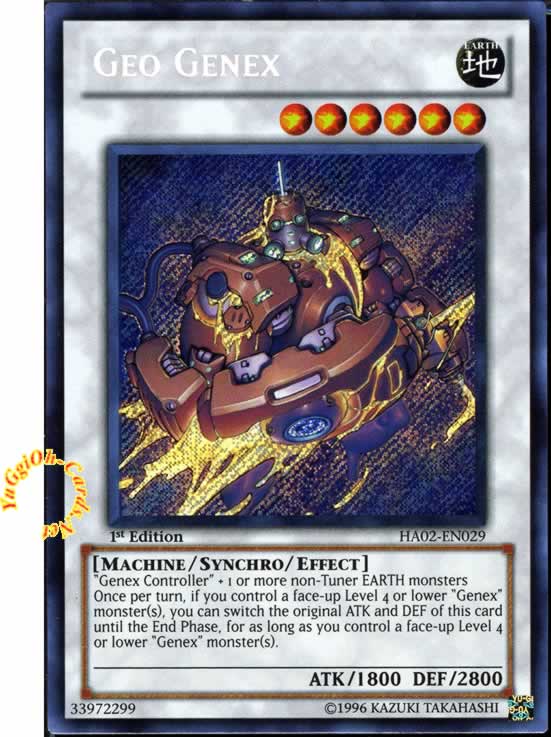 GEO GENEX
EARTH
地
1st Edition
HA02-EN029
[MACHINE/SYNCHRO/EFFECT]
"Genex Controller" + 1 or more non-Tuner EARTH monsters
Once per turn, if you control a face-up Level 4 or lower "Genex"
monster(s), you can switch the original ATK and DEF of this card
until the End Phase, for as long as you control a face-up Level 4
or lower "Genex" monster(s).
ATK/1800 DEF/2800
33972299
©1996 KAZUKI TAKAHASHI
YuGgiOh-Cards.Net